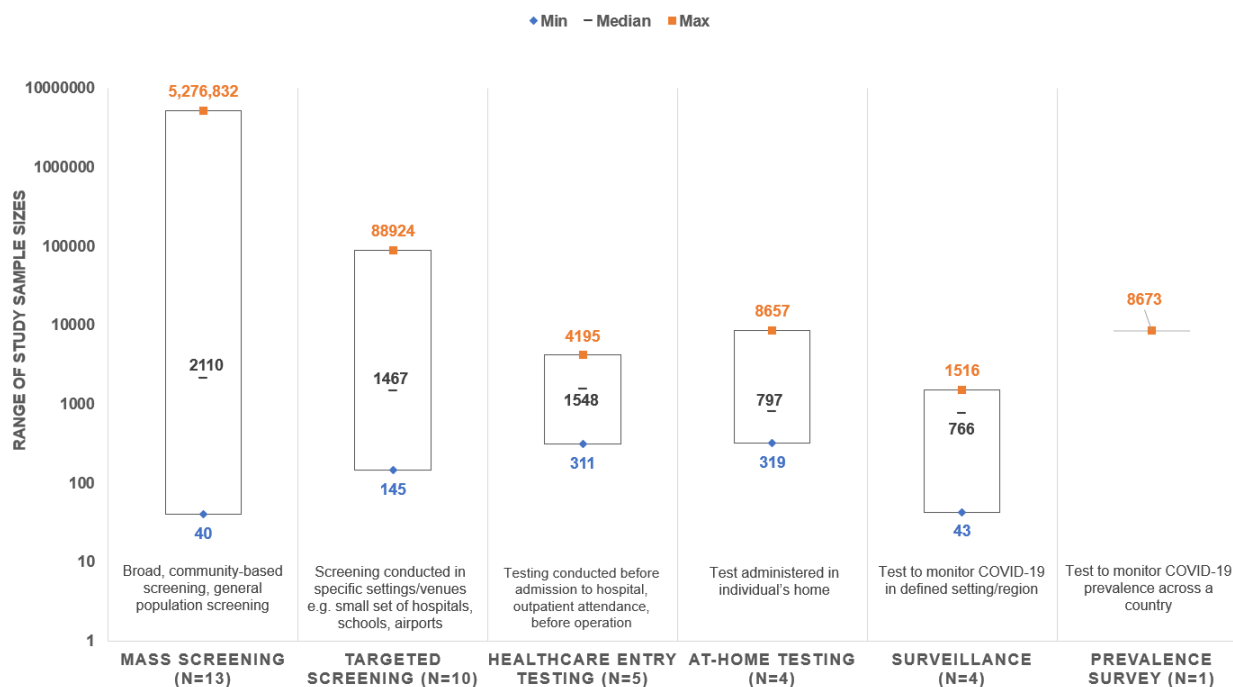 Min Median Max
RANGE OF STUDY SAMPLE SIZES
10000000
1000000
100000
10000
1000
100
10
1
5,276,832
2110
40
Broad, community-based
screening, general
population screening
MASS SCREENING
(N=13)
88924
1467
145
Screening conducted in
specific settings/venues
e.g. small set of hospitals,
schools, airports
TARGETED
SCREENING (N=10)
4195
1548
311
Testing conducted before
admission to hospital,
outpatient attendance,
before operation
HEALTHCARE ENTRY
TESTING (N=5)
8657
797
319
Test administered in
individual's home
AT-HOME TESTING
(N=4)
1516
766
43
Test to monitor COVID-19
in defined setting/region
SURVEILLANCE
(N=4)
8673
Test to monitor COVID-19
prevalence across a
country
PREVALENCE
SURVEY (N=1)